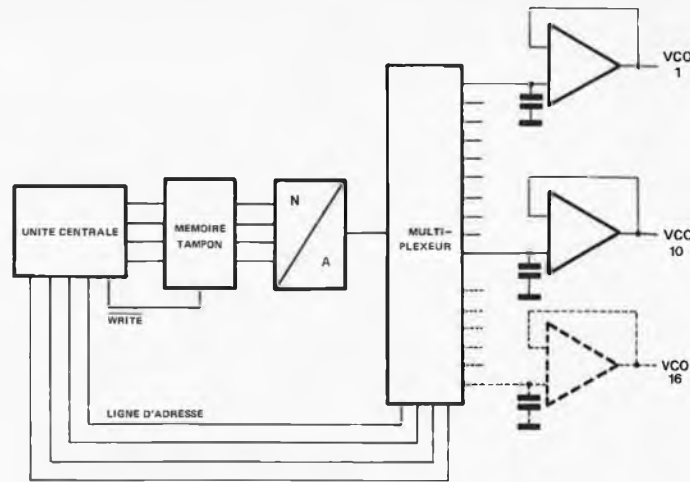 VCO
1
UNITE CENTRALE
MEMOIRE
TAMPON
N
A
MULTI-
PLEXEUR
VCO
10
WRITE
VCO
16
LIGNE D'ADRESSE